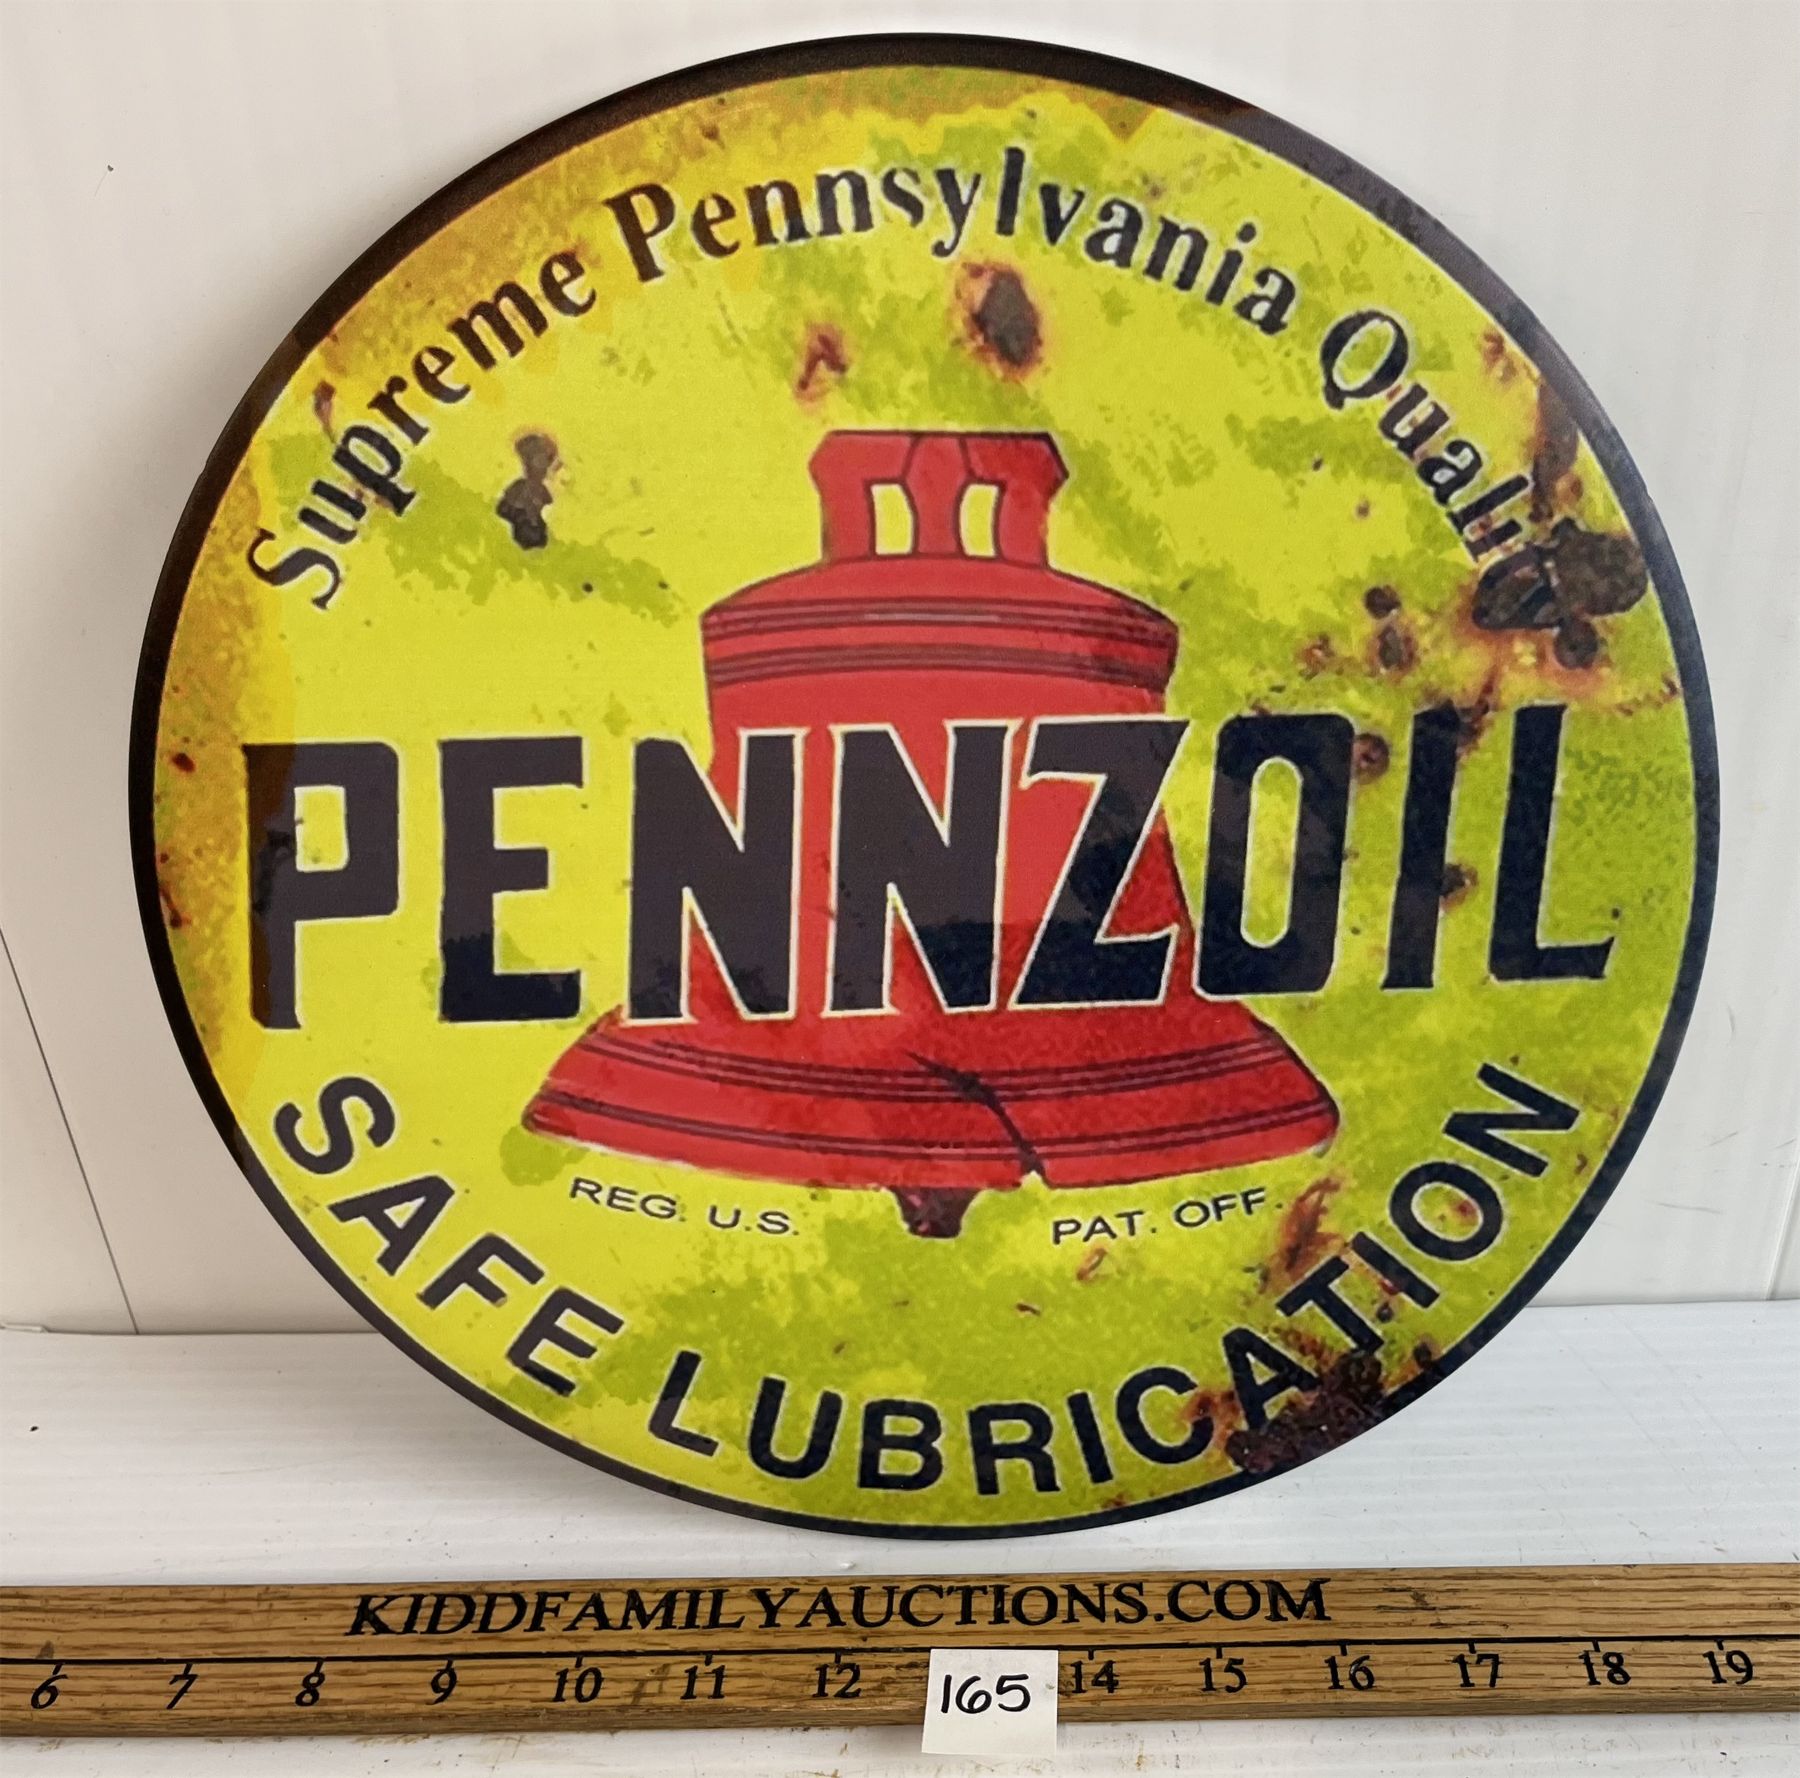 Supreme Pennsylvania Quality
PENNZOIL
REG. U.S. PAT. OFF.
SAFE LUBRICATION
KIDDFAMILYAUCTIONS.COM
6 7 8 9 10 11 12 14 15 16 17 18 19
165